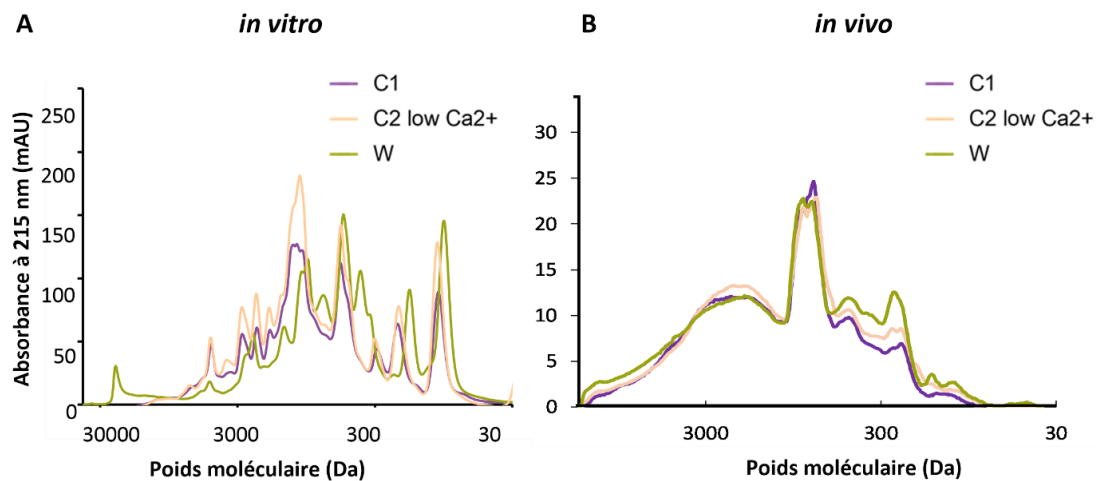 A
in vitro
C1
C2 low Ca2+
W
Absorbance à 215 nm (mAU)
250
200
150
100
50
0
30000
3000
300
30
Poids moléculaire (Da)
B
in vivo
C1
C2 low Ca2+
W
30
25
20
15
10
5
0
3000
300
30
Poids moléculaire (Da)